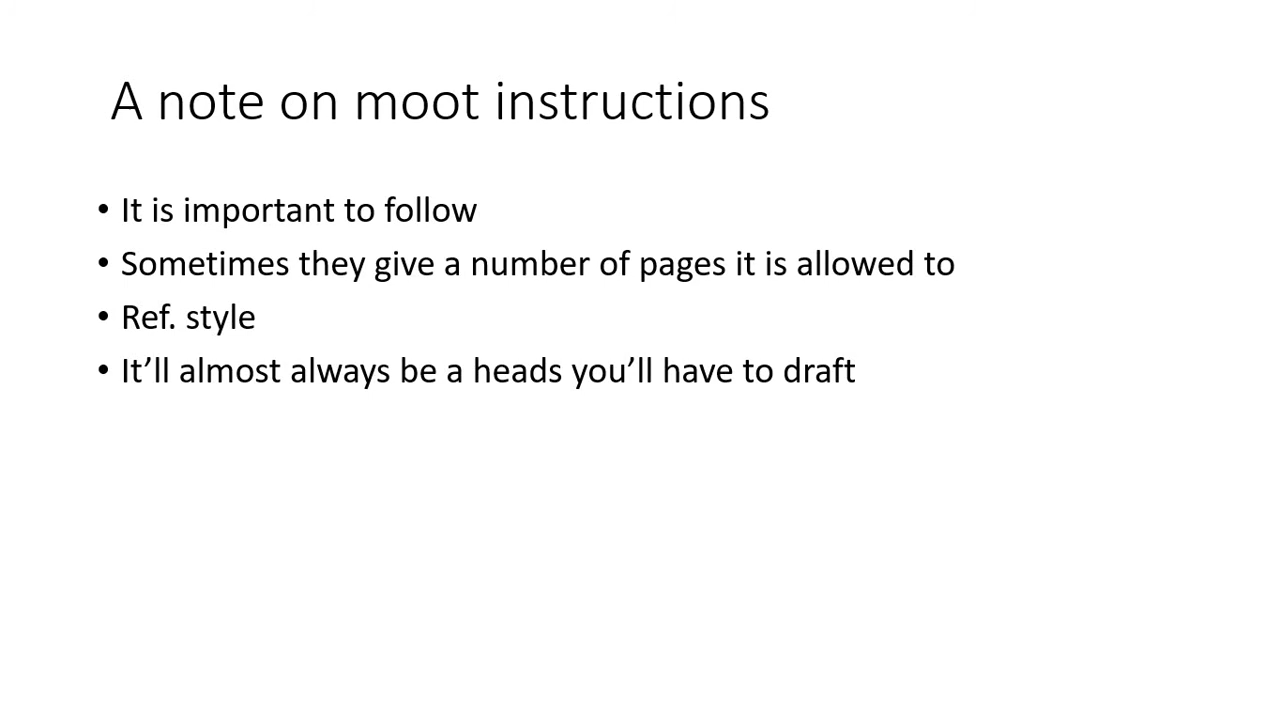 A note on moot instructions
• It is important to follow
• Sometimes they give a number of pages it is allowed to
• Ref. style
• It’ll almost always be a heads you’ll have to draft